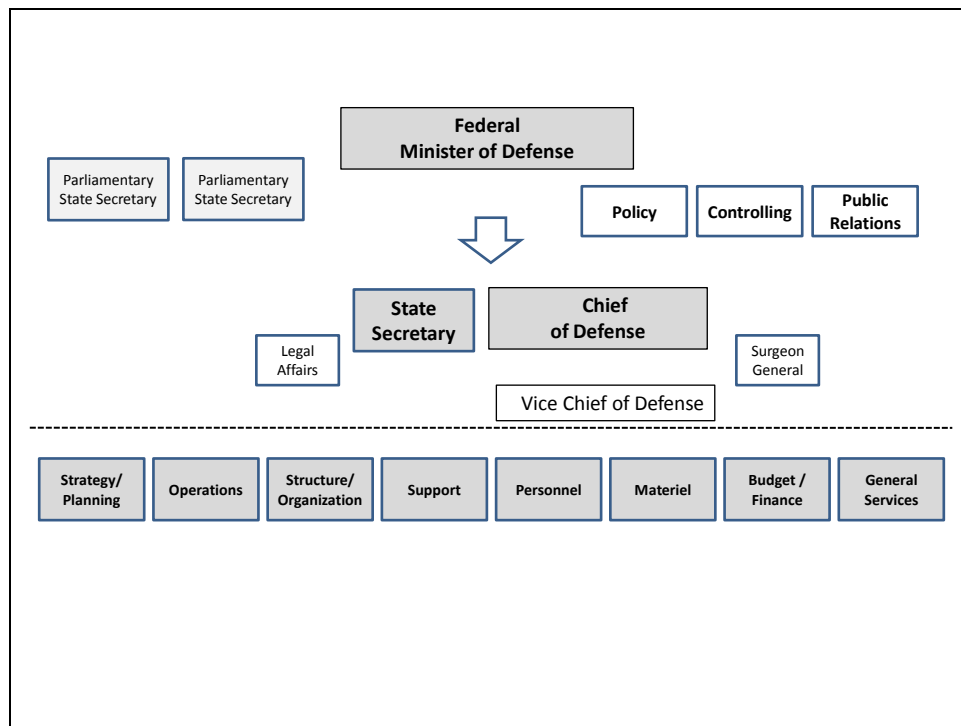 Federal
Minister of Defense
Parliamentary
State Secretary
Parliamentary
State Secretary
Policy
Controlling
Public
Relations
State
Secretary
Chief
of Defense
Legal
Affairs
Surgeon
General
Vice Chief of Defense
Strategy/
Planning
Operations
Structure/
Organization
Support
Personnel
Materiel
Budget /
Finance
General
Services